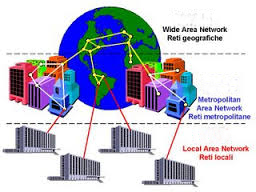 Wide Area Network
Reti geografiche
Metropolitan
Area Network
Reti metropolitane
Local Area Network
Reti locali